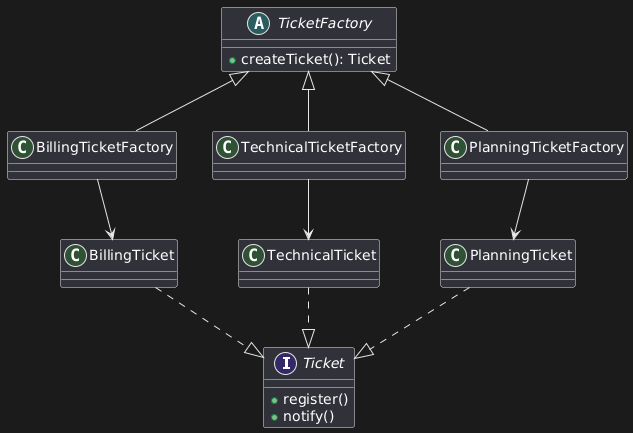 A TicketFactory
createTicket(): Ticket
C BillingTicketFactory
C TechnicalTicketFactory
C PlanningTicketFactory
C BillingTicket
C TechnicalTicket
C PlanningTicket
I Ticket
register()
notify()